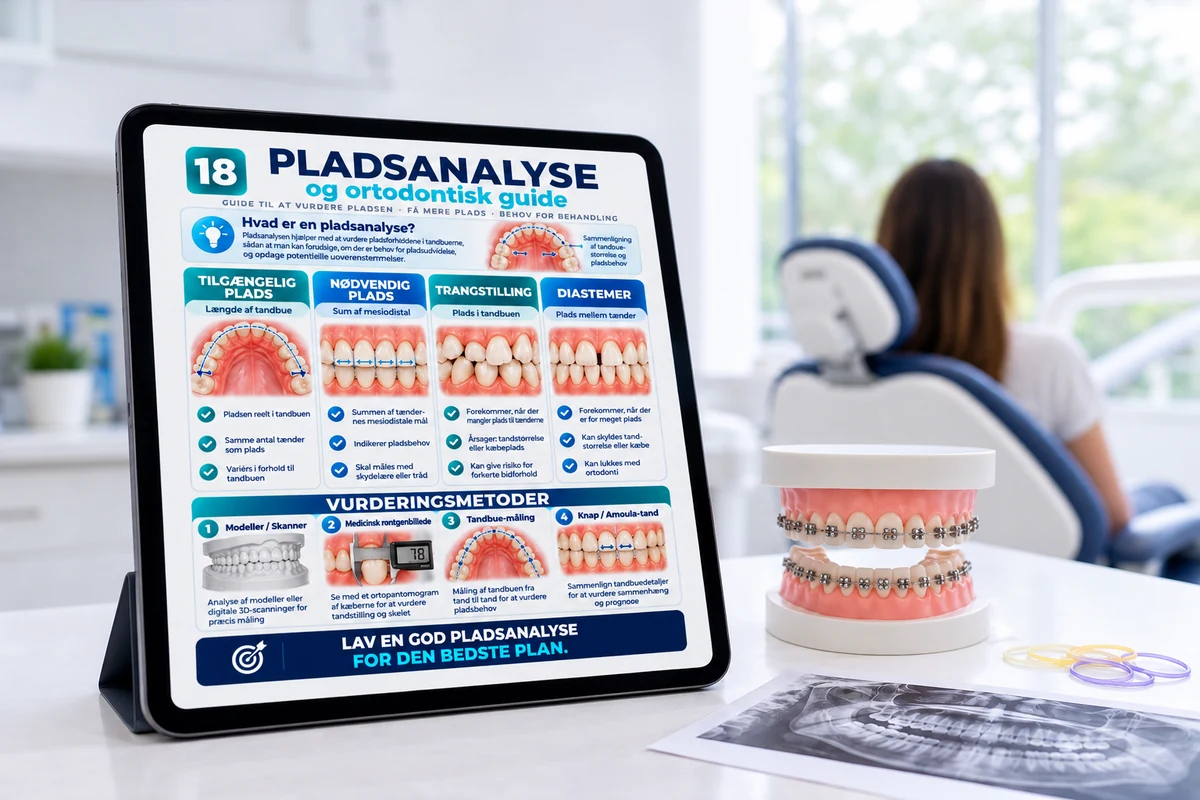 18
PLADSANALYSE
og ortodontisk guide
GUIDE TIL AT VURDERE PLADSEN · FÅ MERE PLADS · BEHOV FOR BEHANDLING
Hvad er en pladsanalyse?
Pladsanalysen hjælper med at vurdere pladsforholdene i tandbuerne,
sådan at man kan forudsige, om der er behov for pladsudvidelse,
og opdage potentielle uoverenstemmelser.
Sammenligning
af tandbue-
storrelse og
pladsbehov
TILGÆNGELIG
PLADS
Længde af tandbue
Pladsen reelt i tandbuen
Samme antal tænder
som plads
Variérs i forhold til
tandbuen
NØDVENDIG
PLADS
Sum af mesiodistal
Summen af tænder-
nes mesiodistale mål
Indikerer pladsbehov
Skal måles med
skydelære eller tråd
TRANGSTILLING
Plads i tandbuen
Forekommer, når der
mangler plads til tænderne
Årsager: tandstørrelse
eller kæbeplads
Kan give risiko for
forkerte bidforhold
DIASTEMER
Plads mellem tænder
Forekommer, når der
er for meget plads
Kan skyldes tand-
storrelse eller kæbe
Kan lukkes med
ortodonti
VURDERINGSMETODER
1 Modeller / Skanner
Analyse af modeller eller
digitale 3D-scanninger for
præcis måling
2 Medicinsk rontgenbillede
78
Se med et ortopantomogram
af kæberne for at vurdere
tandstilling og skelet
3 Tandbue-måling
Måling af tandbuen fra
tand til tand for at vurdere
pladsbehov
4 Knap / Amoula-tand
Sammenlign tandbuedetaljer
for at vurdere sammenhæng
og prognoe
LAV EN GOD PLADSANALYSE
FOR DEN BEDSTE PLAN.